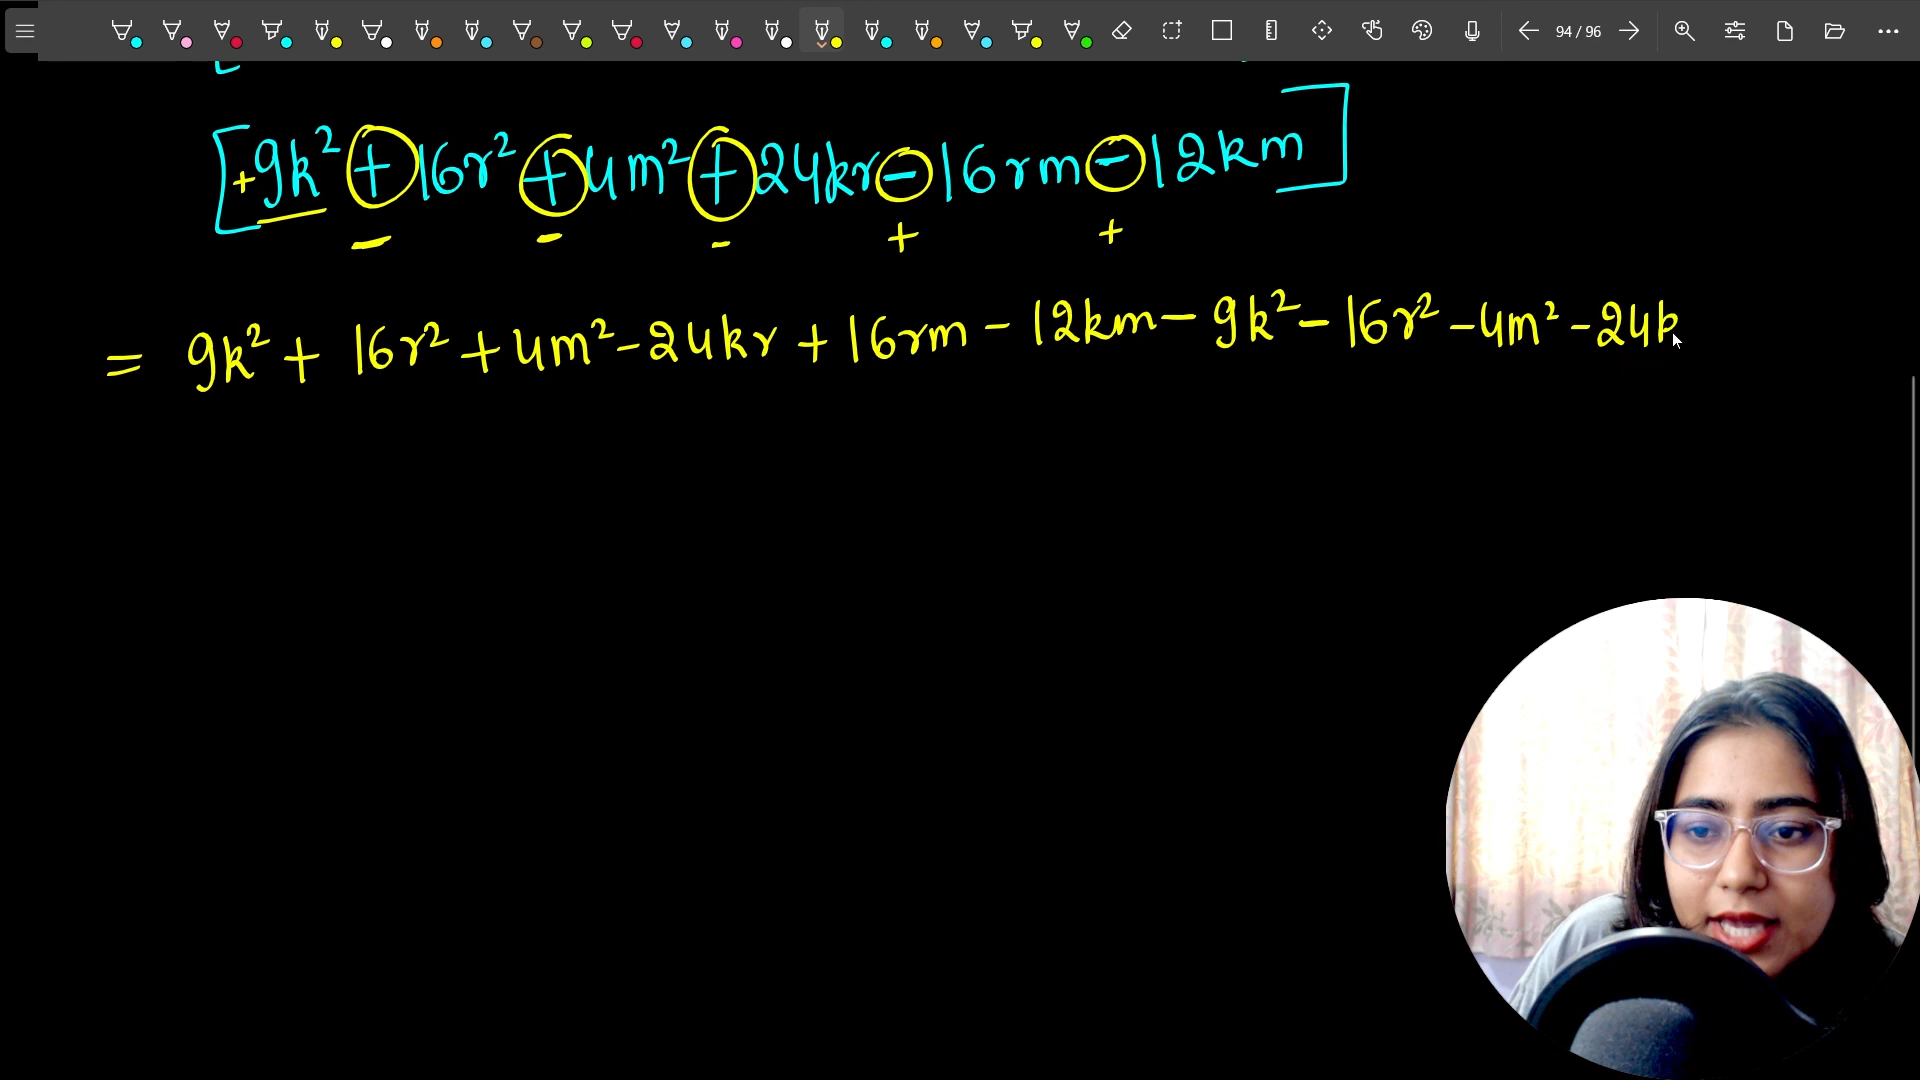 94 / 96
[+9k² + 16r² + 4m² + 24kr - 16rm - 12km]
- - - + +
= 9k² + 16r² + 4m² - 24kr + 16rm - 12km - 9k² - 16r² - 4m² - 24k